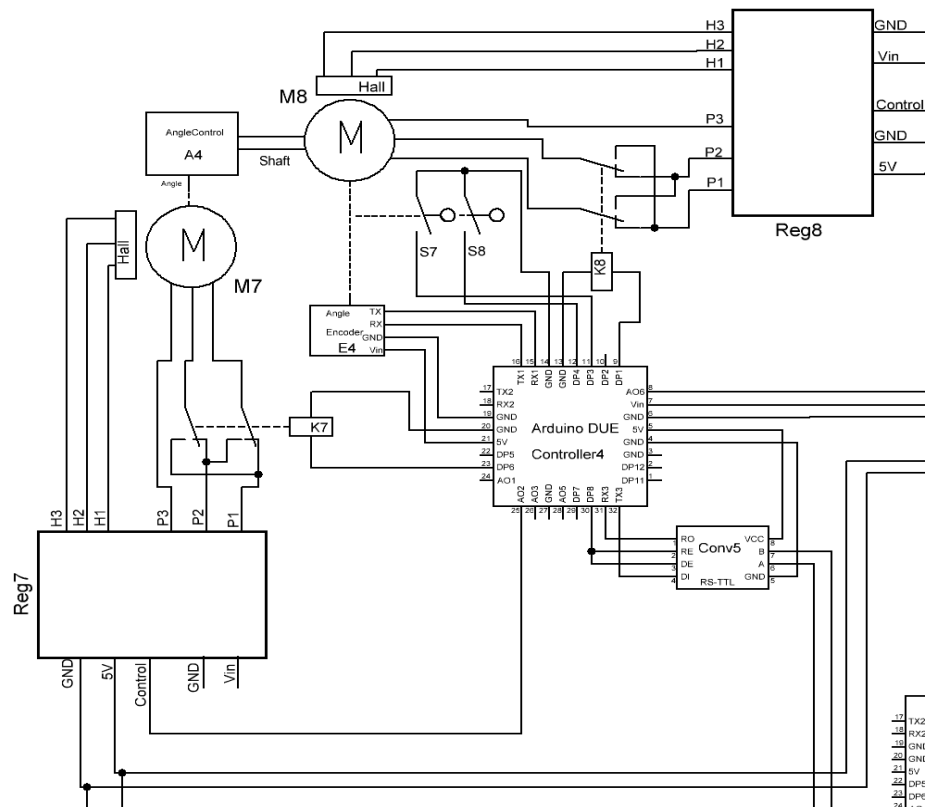 H3
H2
H1
P3
P2
P1
GND
Vin
Control
GND
5V
Reg8
Hall
M8
M
AngleControl
A4
Shaft
Angle
Hall
M
M7
S7
S8
K8
Angle
Encoder
E4
TX
RX
GND
Vin
K7
16 15 14 13 12 11 10 9
TX1 RX1 GND GND DP4 DP3 DP2 DP1
17 TX2
18 RX2
19 GND
20 GND
21 5V
22 DP5
23 DP6
24 AO1
AO6 8
Vin 7
GND 6
5V 5
GND 4
GND 3
DP12 2
DP11 1
Arduino DUE
Controller4
AO2 AO3 GND AO5 DP7 DP8 RX3 TX3
25 26 27 28 29 30 31 32
RO VCC
RE B
DE A
DI GND
1 2 3 4
8 7 6 5
Conv5
RS-TTL
H3 H2 H1 P3 P2 P1
Reg7
GND 5V Control GND Vin
17 TX2
18 RX2
19 GND
20 GND
21 5V
22 DP5
23 DP6
24